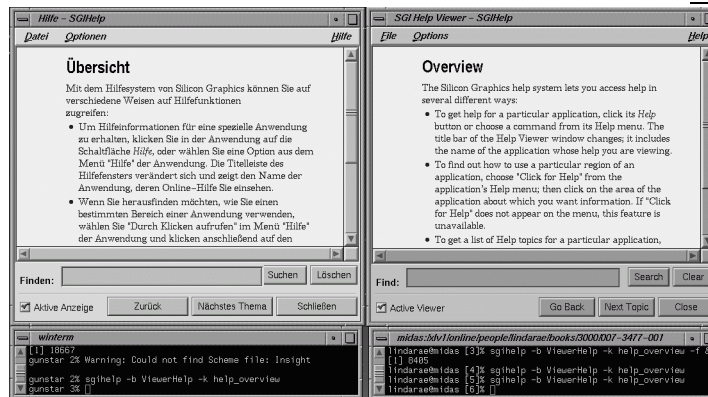 Hilfe – SGIHelp
Datei Optionen Hilfe
Übersicht
Mit dem Hilfesystem von Silicon Graphics können Sie auf
verschiedene Weisen auf Hilfefunktionen
zugreifen:
• Um Hilfeinformationen für eine spezielle Anwendung
zu erhalten, klicken Sie in der Anwendung auf die
Schaltfläche Hilfe, oder wählen Sie eine Option aus dem
Menü "Hilfe" der Anwendung. Die Titelleiste des
Hilfefensters verändert sich und zeigt den Name der
Anwendung, deren Online–Hilfe Sie einsehen.
• Wenn Sie herausfinden möchten, wie Sie einen
bestimmten Bereich einer Anwendung verwenden,
wählen Sie "Durch Klicken aufrufen" im Menü "Hilfe"
der Anwendung und klicken anschließend auf den
Finden: Suchen Löschen
Aktive Anzeige Zurück Nächstes Thema Schließen
winterm
[1] 18667
gunstar 2% Warning: Could not find Scheme file: Insight
gunstar 2% sgihelp -b ViewerHelp -k help_overview
gunstar 3%
SGI Help Viewer – SGIHelp
File Options Help
Overview
The Silicon Graphics help system lets you access help in
several different ways:
• To get help for a particular application, click its Help
button or choose a command from its Help menu. The
title bar of the Help Viewer window changes; it includes
the name of the application whose help you are viewing.
• To find out how to use a particular region of an
application, choose "Click for Help" from the
application's Help menu; then click on the area of the
application about which you want information. If "Click
for Help" does not appear on the menu, this feature is
unavailable.
• To get a list of Help topics for a particular application,
Find: Search Clear
Active Viewer Go Back Next Topic Close
midas:/xlv1/online/people/lindarae/books/3000/007-3477-001
lindarae@midas [3]% sgihelp -b ViewerHelp -k help_overview -f &
[1] 8405
lindarae@midas [4]% sgihelp -b ViewerHelp -k help_overview
lindarae@midas [5]% sgihelp -b ViewerHelp -k help_overview
lindarae@midas [6]%